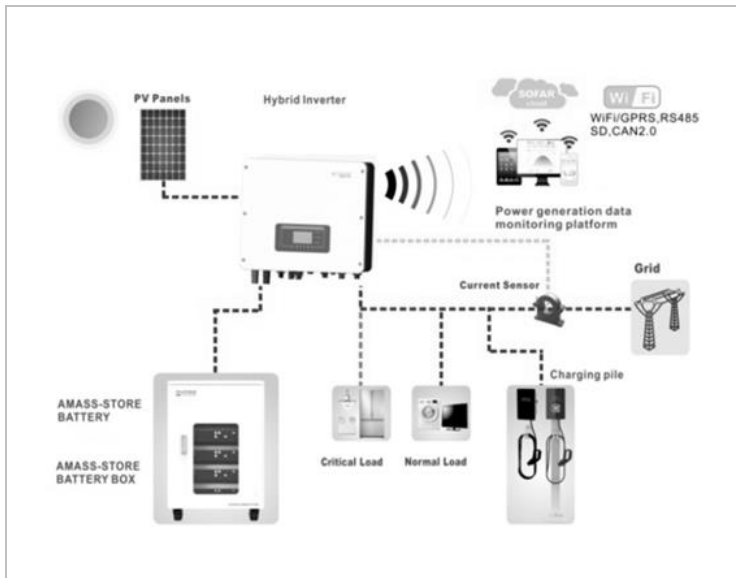 PV Panels
Hybrid Inverter
SOFAR
cloud
Wi Fi
WiFi/GPRS,RS485
SD,CAN2.0
Power generation data
monitoring platform
Current Sensor
Grid
Charging pile
AMASS-STORE
BATTERY
AMASS-STORE
BATTERY BOX
Critical Load
Normal Load